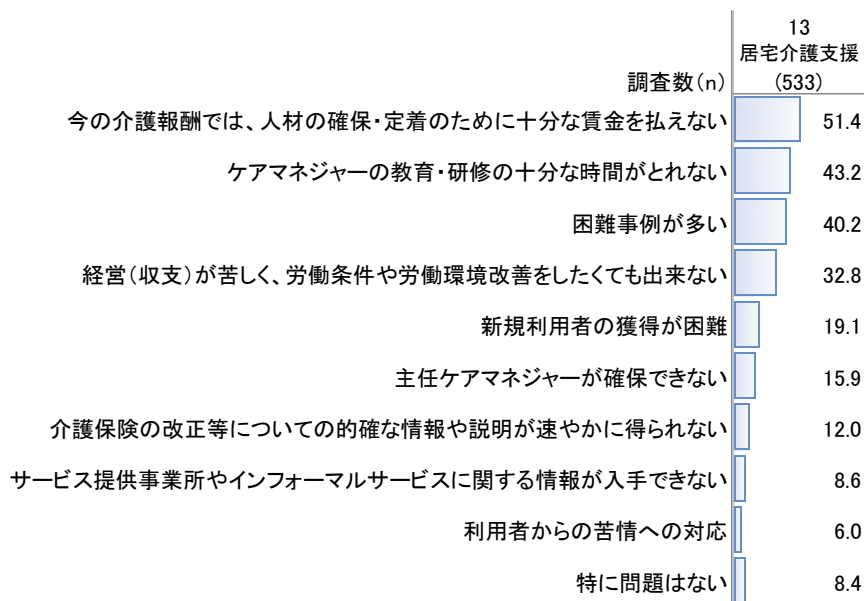 13
居宅介護支援
調査数(n) (533)
今の介護報酬では、人材の確保・定着のために十分な賃金を払えない 51.4
ケアマネジャーの教育・研修の十分な時間がとれない 43.2
困難事例が多い 40.2
経営(収支)が苦しく、労働条件や労働環境改善をしたくても出来ない 32.8
新規利用者の獲得が困難 19.1
主任ケアマネジャーが確保できない 15.9
介護保険の改正等についての的確な情報や説明が速やかに得られない 12.0
サービス提供事業所やインフォーマルサービスに関する情報が入手できない 8.6
利用者からの苦情への対応 6.0
特に問題はない 8.4